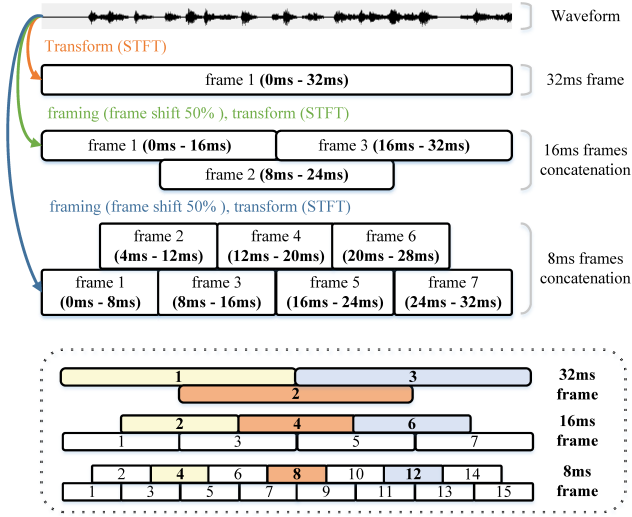 Waveform
Transform (STFT)
frame 1 (0ms - 32ms)
32ms frame
framing (frame shift 50% ), transform (STFT)
frame 1 (0ms - 16ms)
frame 3 (16ms - 32ms)
frame 2 (8ms - 24ms)
16ms frames
concatenation
framing (frame shift 50% ), transform (STFT)
frame 2
(4ms - 12ms)
frame 4
(12ms - 20ms)
frame 6
(20ms - 28ms)
frame 1
(0ms - 8ms)
frame 3
(8ms - 16ms)
frame 5
(16ms - 24ms)
frame 7
(24ms - 32ms)
8ms frames
concatenation
1 3
2
32ms
frame
2 4 6
1 3 5 7
16ms
frame
2 4 6 8 10 12 14
1 3 5 7 9 11 13 15
8ms
frame